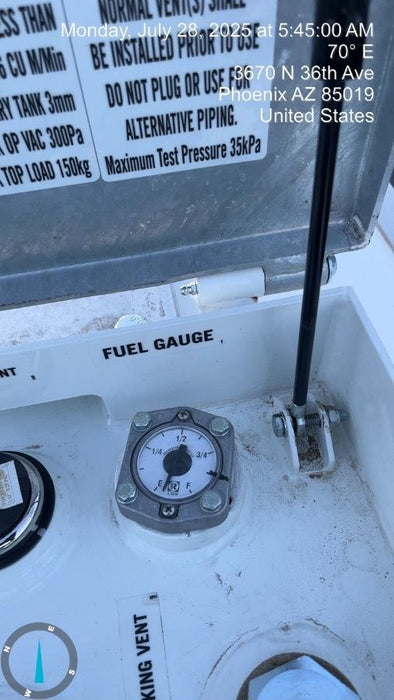 Monday, July 28, 2025 at 5:45:00 AM
70° E
3670 N 36th Ave
Phoenix AZ 85019
United States
ESS THAN
6 CU M/Min
RY TANK 3mm
OP VAC 300Pa
TOP LOAD 150kg
NORMAL VENT(S) SHALL
BE INSTALLED PRIOR TO USE
DO NOT PLUG OR USE FOR
ALTERNATIVE PIPING.
Maximum Test Pressure 35kPa
FUEL GAUGE
NT
1/4 1/2 3/4
E R F
KING VENT
N E S W